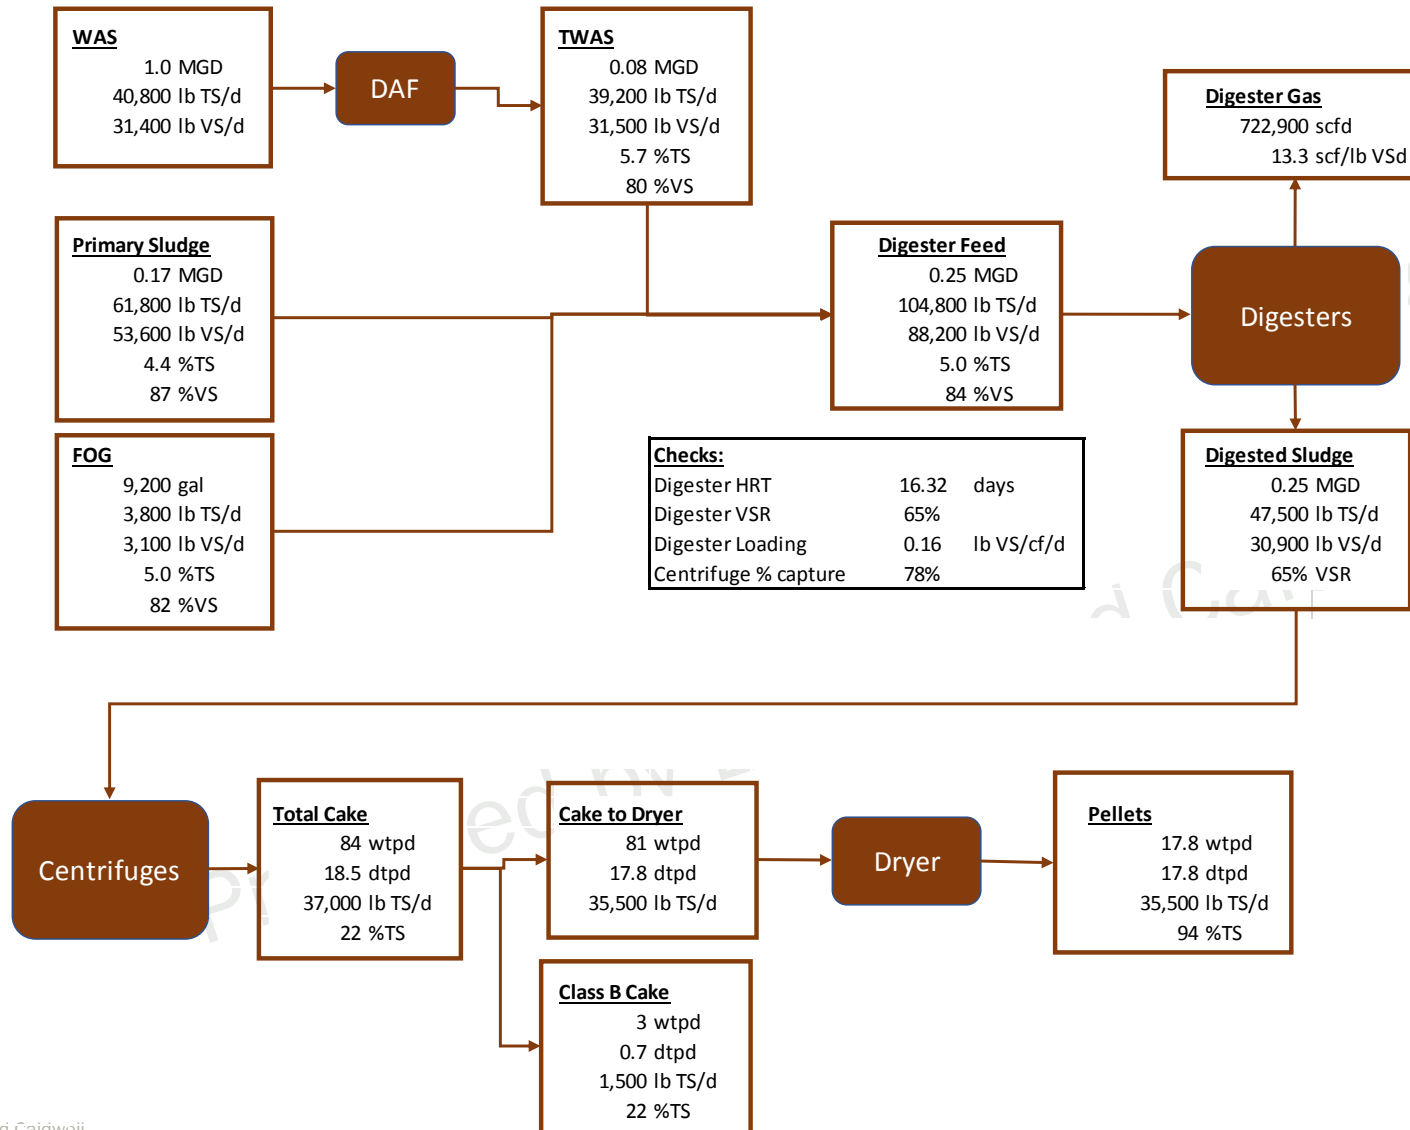 WAS
1.0 MGD
40,800 lb TS/d
31,400 lb VS/d
DAF
TWAS
0.08 MGD
39,200 lb TS/d
31,500 lb VS/d
5.7 %TS
80 %VS
Digester Gas
722,900 scfd
13.3 scf/lb VSd
Primary Sludge
0.17 MGD
61,800 lb TS/d
53,600 lb VS/d
4.4 %TS
87 %VS
Digester Feed
0.25 MGD
104,800 lb TS/d
88,200 lb VS/d
5.0 %TS
84 %VS
Digesters
FOG
9,200 gal
3,800 lb TS/d
3,100 lb VS/d
5.0 %TS
82 %VS
Checks:
Digester HRT 16.32 days
Digester VSR 65%
Digester Loading 0.16 lb VS/cf/d
Centrifuge % capture 78%
Digested Sludge
0.25 MGD
47,500 lb TS/d
30,900 lb VS/d
65% VSR
Centrifuges
Total Cake
84 wtpd
18.5 dtpd
37,000 lb TS/d
22 %TS
Cake to Dryer
81 wtpd
17.8 dtpd
35,500 lb TS/d
Dryer
Pellets
17.8 wtpd
17.8 dtpd
35,500 lb TS/d
94 %TS
Class B Cake
3 wtpd
0.7 dtpd
1,500 lb TS/d
22 %TS